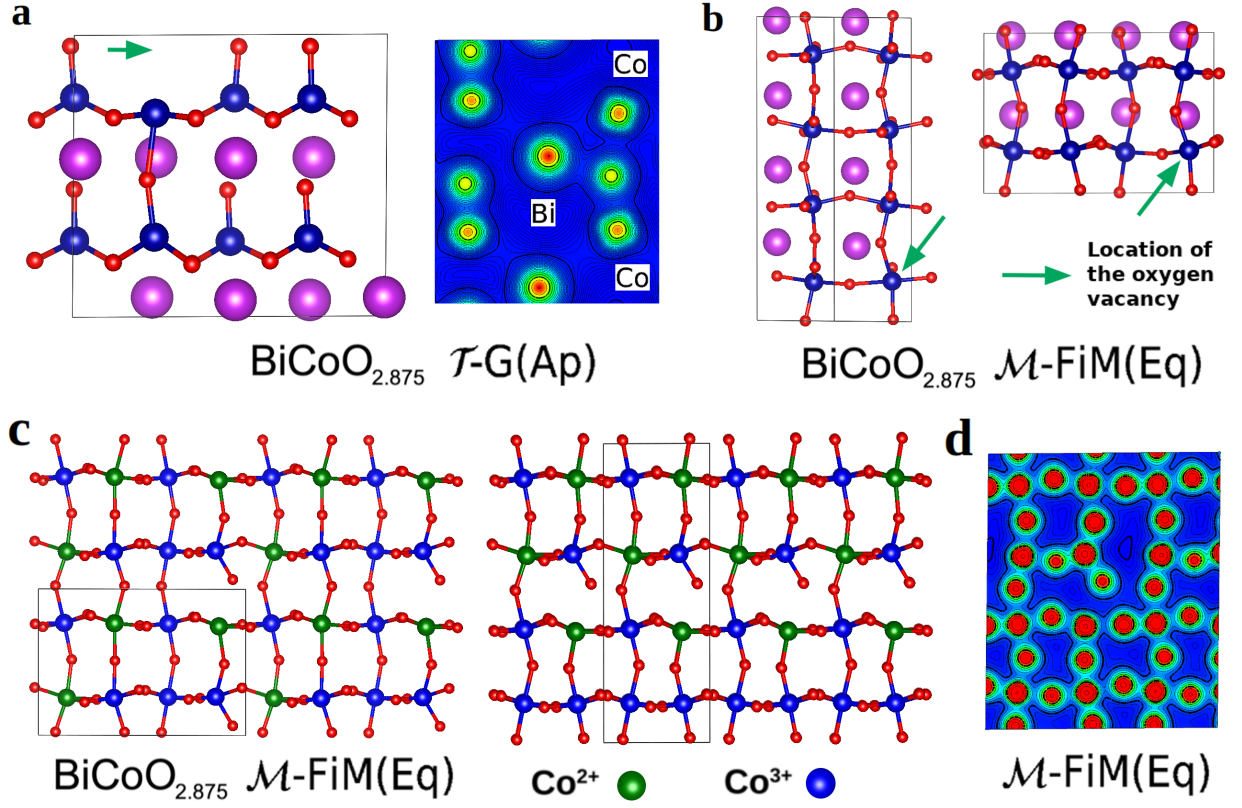 a
Co
Bi
Co
BiCoO2.875 𝒯-G(Ap)
b
Location of
the oxygen
vacancy
BiCoO2.875 ℳ-FiM(Eq)
c
BiCoO2.875 ℳ-FiM(Eq)
Co2+
Co3+
d
ℳ-FiM(Eq)